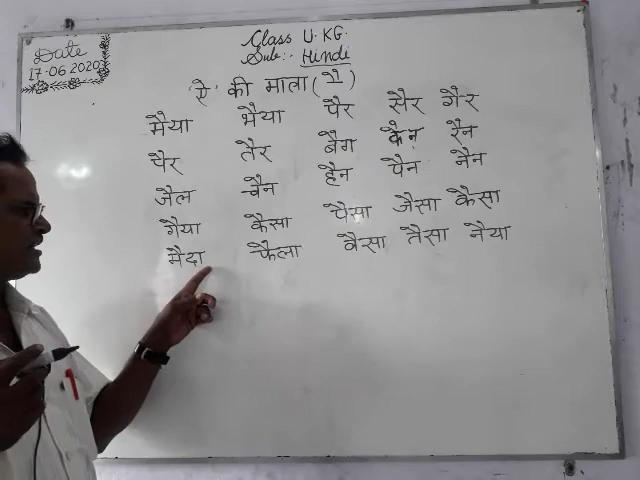 Date
17.06.2020
Class U.KG.
Sub:- Hindi
'ऐ' की माला (ै)
मैया भैया पैर सैर गैर
पैर तैर बैग रैन
जैल चैन हैन पैन नैन
गैया कैसा पैसा जैसा कैसा
मैदा फैला वैसा तैसा नैया